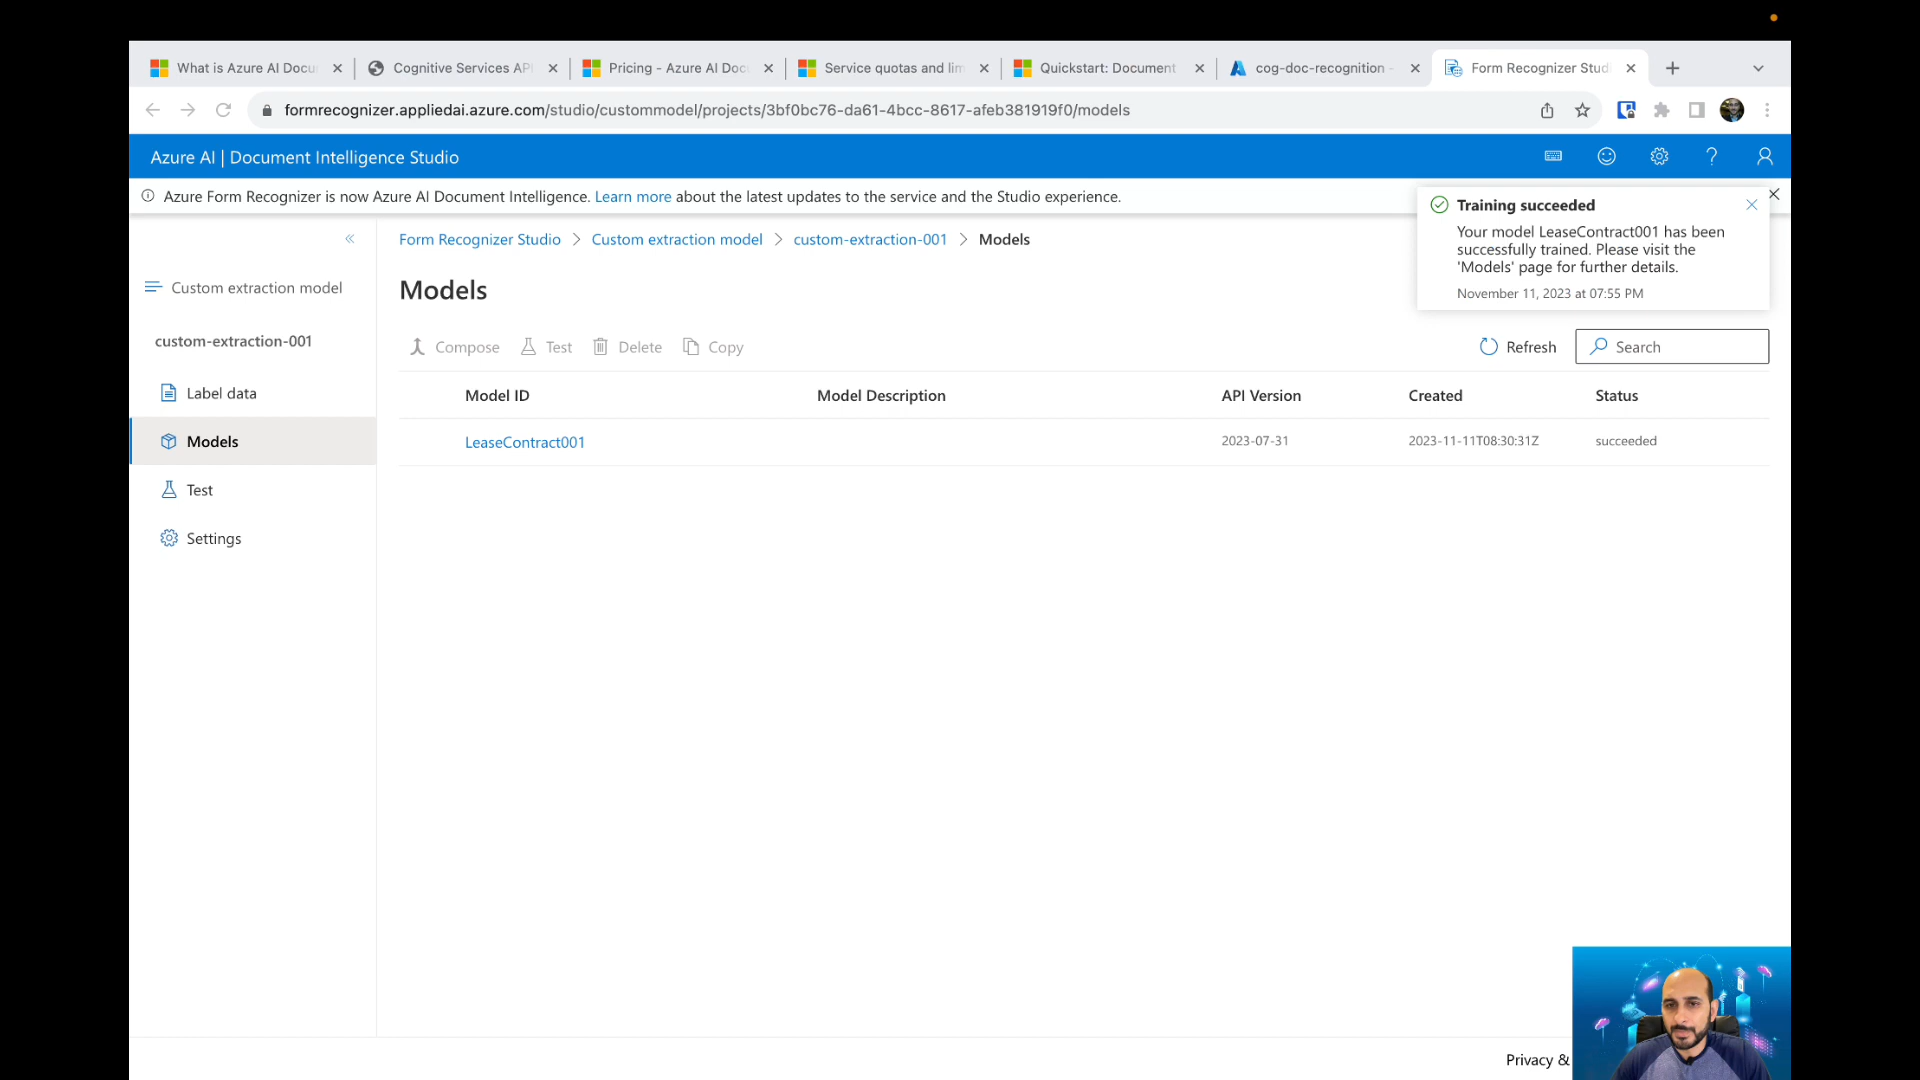 What is Azure AI Docu
Cognitive Services API
Pricing - Azure AI Doc
Service quotas and lim
Quickstart: Document
cog-doc-recognition -
Form Recognizer Stud
formrecognizer.appliedai.azure.com/studio/custommodel/projects/3bf0bc76-da61-4bcc-8617-afeb381919f0/models
Azure AI | Document Intelligence Studio
Azure Form Recognizer is now Azure AI Document Intelligence. Learn more about the latest updates to the service and the Studio experience.
Training succeeded
Your model LeaseContract001 has been
successfully trained. Please visit the
'Models' page for further details.
November 11, 2023 at 07:55 PM
Form Recognizer Studio > Custom extraction model > custom-extraction-001 > Models
Custom extraction model
custom-extraction-001
Label data
Models
Test
Settings
Models
Compose Test Delete Copy
Refresh Search
Model ID Model Description API Version Created Status
LeaseContract001 2023-07-31 2023-11-11T08:30:31Z succeeded
Privacy &